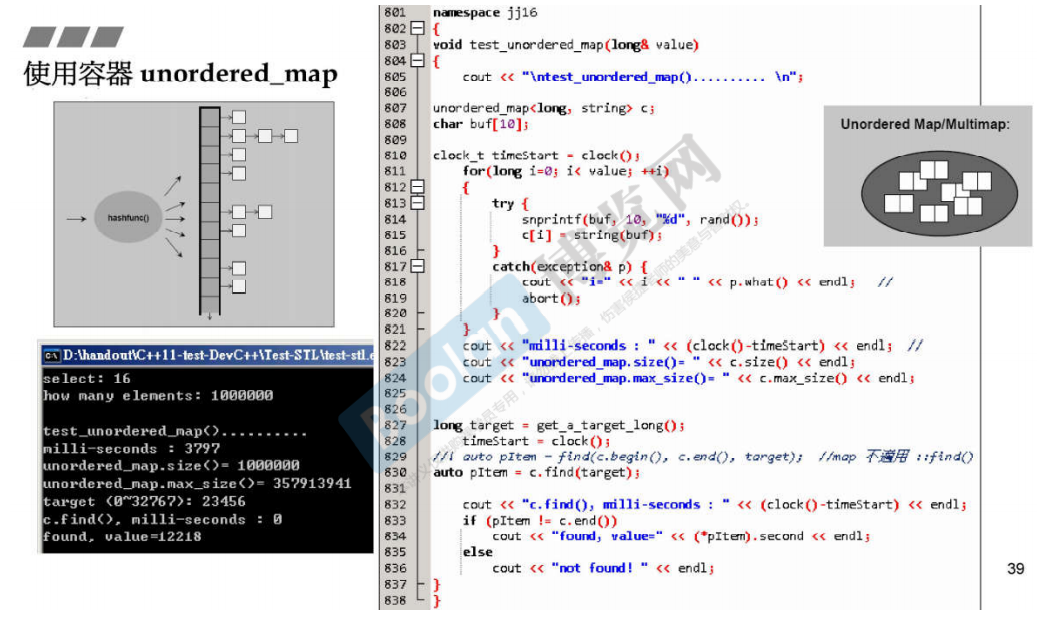 使用容器 unordered_map
hashfunc()
D:\handout\C++11-test-DevC++\Test-STL\test-stl.e
select: 16
how many elements: 1000000
test_unordered_map()..........
milli-seconds : 3797
unordered_map.size()= 1000000
unordered_map.max_size()= 357913941
target (0~32767): 23456
c.find(), milli-seconds : 0
found, value=12218
801 namespace jj16
802 {
803 void test_unordered_map(long& value)
804 {
805 cout << "\ntest_unordered_map().......... \n";
806
807 unordered_map<long, string> c;
808 char buf[10];
809
810 clock_t timeStart = clock();
811 for(long i=0; i< value; ++i)
812 {
813 try {
814 snprintf(buf, 10, "%d", rand());
815 c[i] = string(buf);
816 }
817 catch(exception& p) {
818 cout << "i=" << i << " " << p.what() << endl; //
819 abort();
820 }
821 }
822 cout << "milli-seconds : " << (clock()-timeStart) << endl; //
823 cout << "unordered_map.size()= " << c.size() << endl;
824 cout << "unordered_map.max_size()= " << c.max_size() << endl;
825
826
827 long target = get_a_target_long();
828 timeStart = clock();
829 //! auto pItem = find(c.begin(), c.end(), target); //map 不適用 ::find()
830 auto pItem = c.find(target);
831
832 cout << "c.find(), milli-seconds : " << (clock()-timeStart) << endl;
833 if (pItem != c.end())
834 cout << "found, value=" << (*pItem).second << endl;
835 else
836 cout << "not found! " << endl;
837 }
838 }
Unordered Map/Multimap:
Boolan 博览网
39